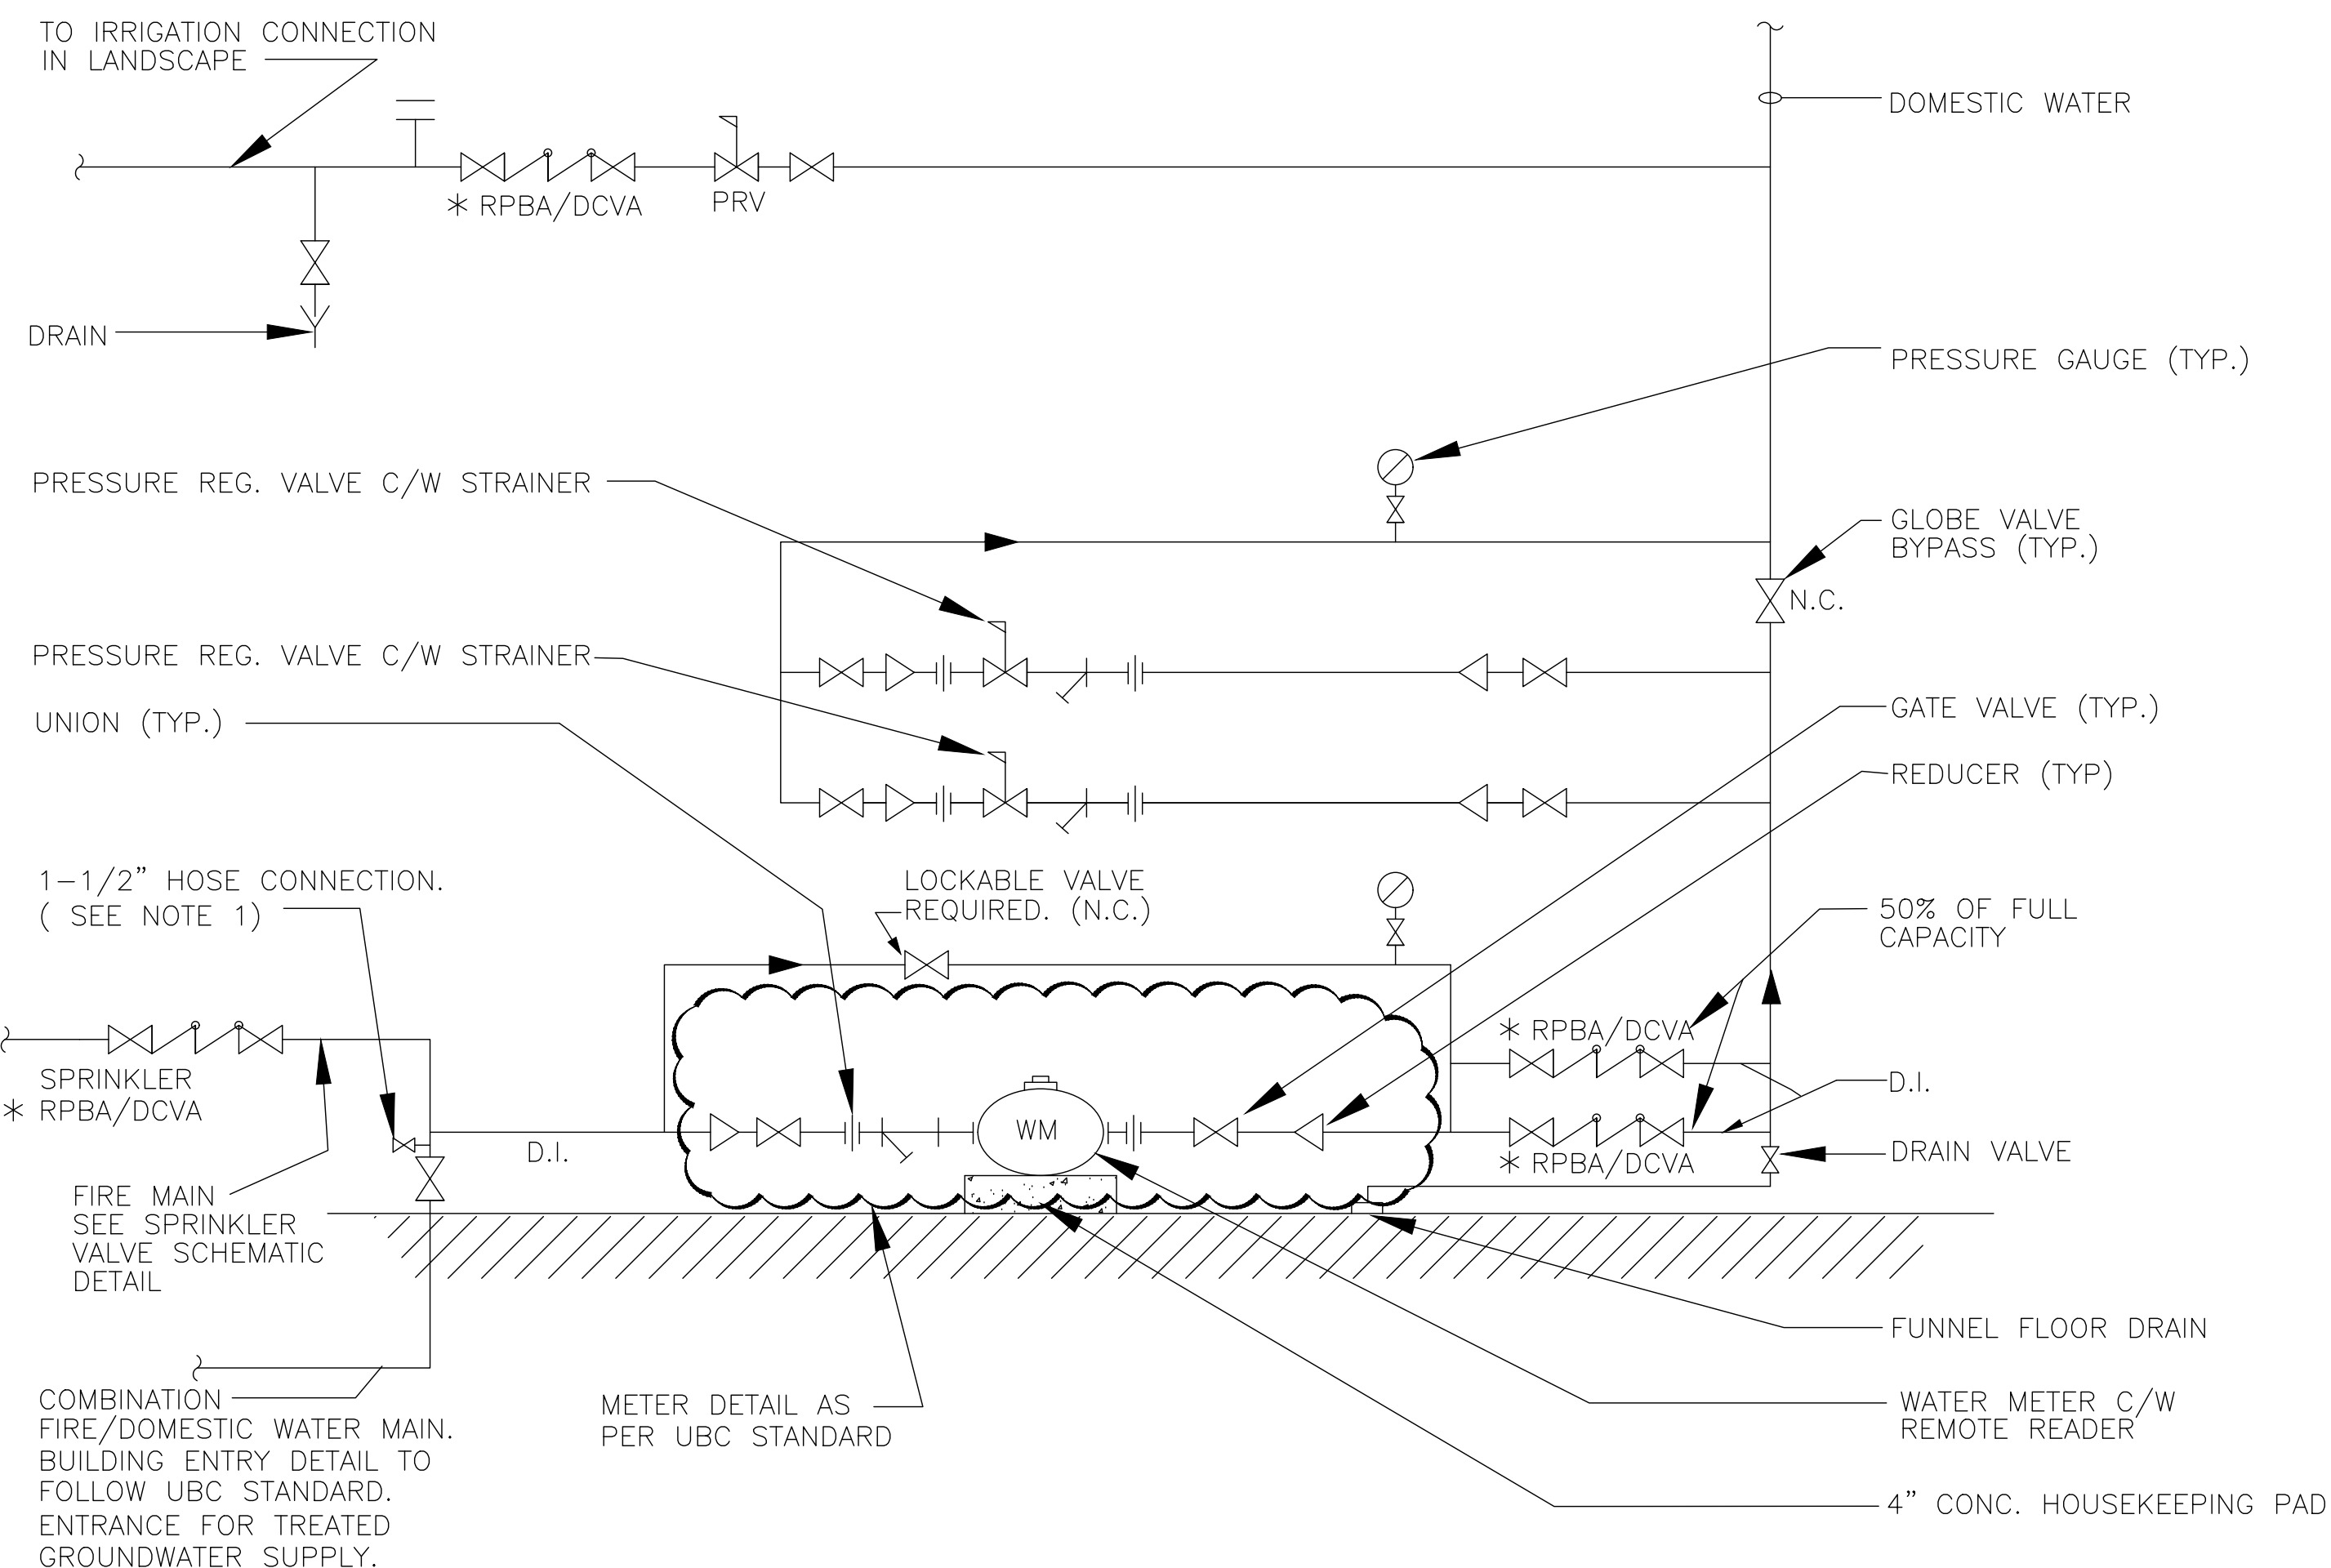 TO IRRIGATION CONNECTION
IN LANDSCAPE
DOMESTIC WATER
* RPBA/DCVA
PRV
DRAIN
PRESSURE GAUGE (TYP.)
PRESSURE REG. VALVE C/W STRAINER
GLOBE VALVE
BYPASS (TYP.)
N.C.
PRESSURE REG. VALVE C/W STRAINER
UNION (TYP.)
GATE VALVE (TYP.)
REDUCER (TYP)
1-1/2" HOSE CONNECTION.
( SEE NOTE 1)
LOCKABLE VALVE
REQUIRED. (N.C.)
50% OF FULL
CAPACITY
* RPBA/DCVA
SPRINKLER
* RPBA/DCVA
D.I.
WM
D.I.
* RPBA/DCVA
DRAIN VALVE
FIRE MAIN
SEE SPRINKLER
VALVE SCHEMATIC
DETAIL
FUNNEL FLOOR DRAIN
COMBINATION
FIRE/DOMESTIC WATER MAIN.
BUILDING ENTRY DETAIL TO
FOLLOW UBC STANDARD.
ENTRANCE FOR TREATED
GROUNDWATER SUPPLY.
METER DETAIL AS
PER UBC STANDARD
WATER METER C/W
REMOTE READER
4" CONC. HOUSEKEEPING PAD